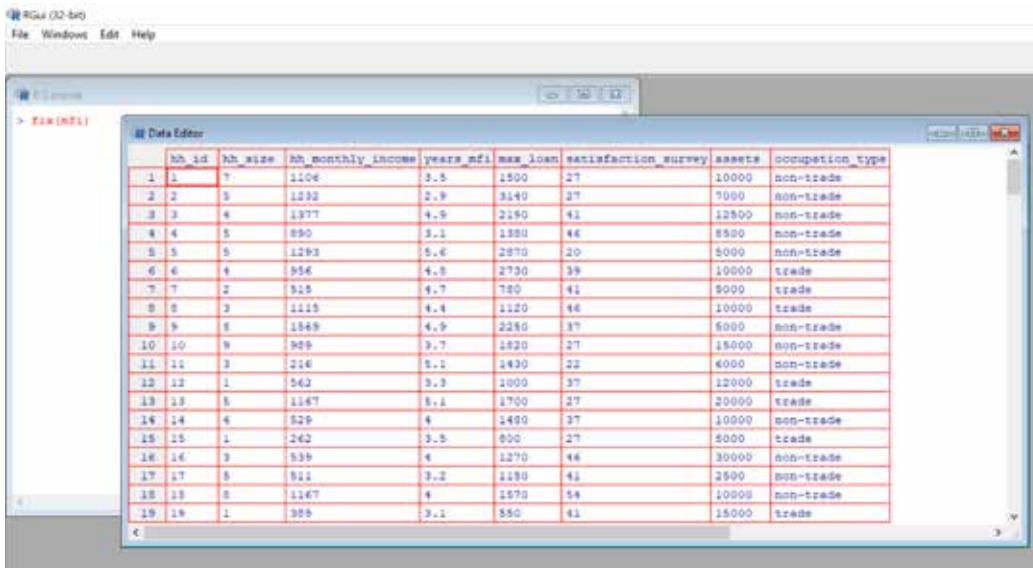 RGui (32-bit)
File Windows Edit Help
R Console
> fix(mfi)
Data Editor
hh_id hh_size hh_monthly_income years_mfi max_loan satisfaction_survey assets occupation_type
1 1 7 1106 3.5 1500 27 10000 non-trade
2 2 5 1232 2.9 3140 27 7000 non-trade
3 3 4 1377 4.9 2190 41 12500 non-trade
4 4 5 890 3.1 1380 46 8500 non-trade
5 5 5 1293 5.6 2870 20 5000 non-trade
6 6 4 956 4.8 2730 39 10000 trade
7 7 2 515 4.7 780 41 5000 trade
8 8 3 1115 4.4 1120 46 10000 trade
9 9 8 1569 4.9 2250 37 5000 non-trade
10 10 9 989 3.7 1820 27 15000 non-trade
11 11 3 216 5.1 1430 22 6000 non-trade
12 12 1 562 3.3 1000 37 12000 trade
13 13 5 1167 5.1 1700 27 20000 trade
14 14 4 529 4 1480 37 10000 non-trade
15 15 1 262 3.5 800 27 5000 trade
16 16 3 539 4 1270 46 30000 non-trade
17 17 5 511 3.2 1150 41 2500 non-trade
18 18 8 1167 4 1570 54 10000 non-trade
19 19 1 389 3.1 550 41 15000 trade